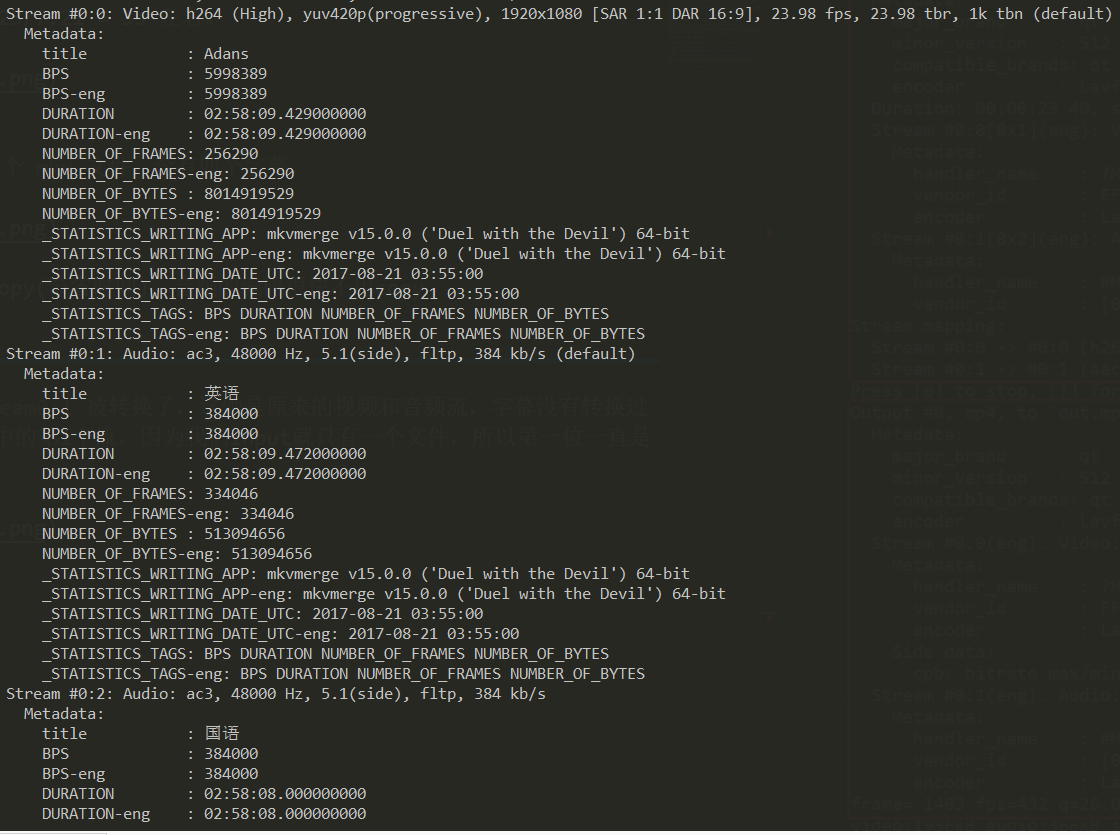 Stream #0:0: Video: h264 (High), yuv420p(progressive), 1920x1080 [SAR 1:1 DAR 16:9], 23.98 fps, 23.98 tbr, 1k tbn (default)
Metadata:
title : Adans
BPS : 5998389
BPS-eng : 5998389
DURATION : 02:58:09.429000000
DURATION-eng : 02:58:09.429000000
NUMBER_OF_FRAMES: 256290
NUMBER_OF_FRAMES-eng: 256290
NUMBER_OF_BYTES : 8014919529
NUMBER_OF_BYTES-eng: 8014919529
_STATISTICS_WRITING_APP: mkvmerge v15.0.0 ('Duel with the Devil') 64-bit
_STATISTICS_WRITING_APP-eng: mkvmerge v15.0.0 ('Duel with the Devil') 64-bit
_STATISTICS_WRITING_DATE_UTC: 2017-08-21 03:55:00
_STATISTICS_WRITING_DATE_UTC-eng: 2017-08-21 03:55:00
_STATISTICS_TAGS: BPS DURATION NUMBER_OF_FRAMES NUMBER_OF_BYTES
_STATISTICS_TAGS-eng: BPS DURATION NUMBER_OF_FRAMES NUMBER_OF_BYTES
Stream #0:1: Audio: ac3, 48000 Hz, 5.1(side), fltp, 384 kb/s (default)
Metadata:
title : 英语
BPS : 384000
BPS-eng : 384000
DURATION : 02:58:09.472000000
DURATION-eng : 02:58:09.472000000
NUMBER_OF_FRAMES: 334046
NUMBER_OF_FRAMES-eng: 334046
NUMBER_OF_BYTES : 513094656
NUMBER_OF_BYTES-eng: 513094656
_STATISTICS_WRITING_APP: mkvmerge v15.0.0 ('Duel with the Devil') 64-bit
_STATISTICS_WRITING_APP-eng: mkvmerge v15.0.0 ('Duel with the Devil') 64-bit
_STATISTICS_WRITING_DATE_UTC: 2017-08-21 03:55:00
_STATISTICS_WRITING_DATE_UTC-eng: 2017-08-21 03:55:00
_STATISTICS_TAGS: BPS DURATION NUMBER_OF_FRAMES NUMBER_OF_BYTES
_STATISTICS_TAGS-eng: BPS DURATION NUMBER_OF_FRAMES NUMBER_OF_BYTES
Stream #0:2: Audio: ac3, 48000 Hz, 5.1(side), fltp, 384 kb/s
Metadata:
title : 国语
BPS : 384000
BPS-eng : 384000
DURATION : 02:58:08.000000000
DURATION-eng : 02:58:08.000000000